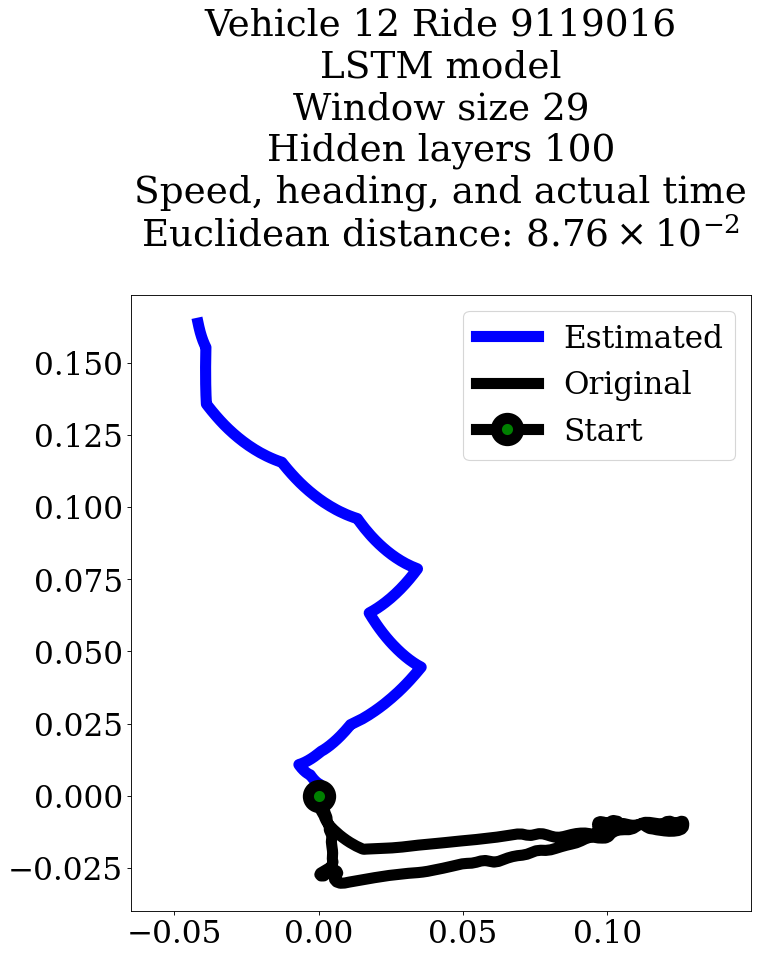 Vehicle 12 Ride 9119016
LSTM model
Window size 29
Hidden layers 100
Speed, heading, and actual time
Euclidean distance: 8.76 × 10⁻²
Estimated
Original
Start
0.150
0.125
0.100
0.075
0.050
0.025
0.000
−0.025
−0.05
0.00
0.05
0.10